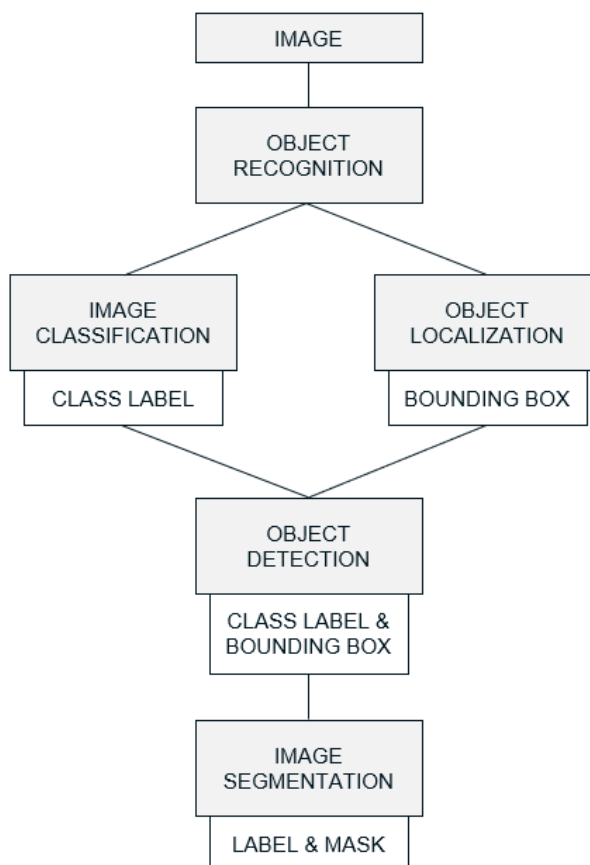 IMAGE
OBJECT
RECOGNITION
IMAGE
CLASSIFICATION
CLASS LABEL
OBJECT
LOCALIZATION
BOUNDING BOX
OBJECT
DETECTION
CLASS LABEL &
BOUNDING BOX
IMAGE
SEGMENTATION
LABEL & MASK